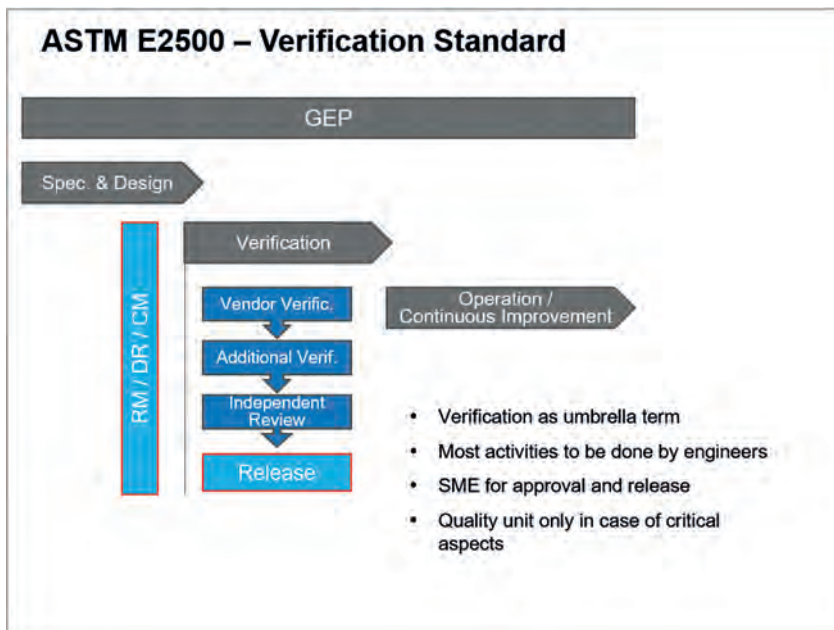 ASTM E2500 – Verification Standard
GEP
Spec. & Design
Verification
RM / DR / CM
Vendor Verific.
Additional Verif.
Independent
Review
Release
Operation /
Continuous Improvement
• Verification as umbrella term
• Most activities to be done by engineers
• SME for approval and release
• Quality unit only in case of critical
aspects